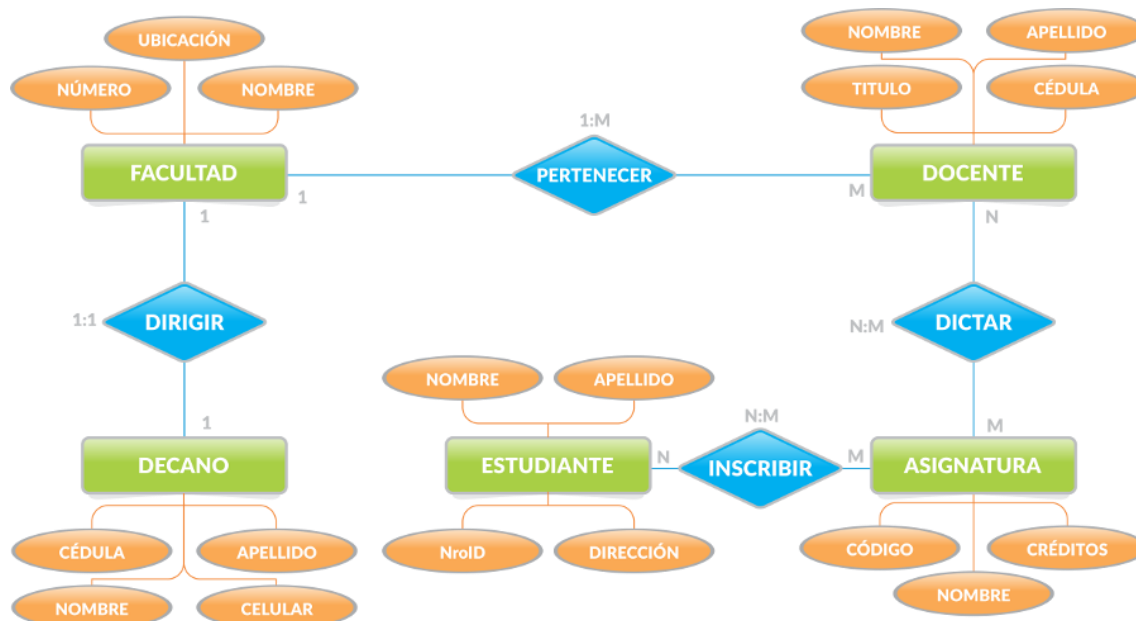 UBICACIÓN
NÚMERO
NOMBRE
FACULTAD
1
1
1:M
PERTENECER
NOMBRE
APELLIDO
TITULO
CÉDULA
DOCENTE
M
N
1:1
DIRIGIR
N:M
DICTAR
1
DECANO
CÉDULA
APELLIDO
NOMBRE
CELULAR
NOMBRE
APELLIDO
ESTUDIANTE
N
NroID
DIRECCIÓN
N:M
INSCRIBIR
M
M
ASIGNATURA
CÓDIGO
CRÉDITOS
NOMBRE